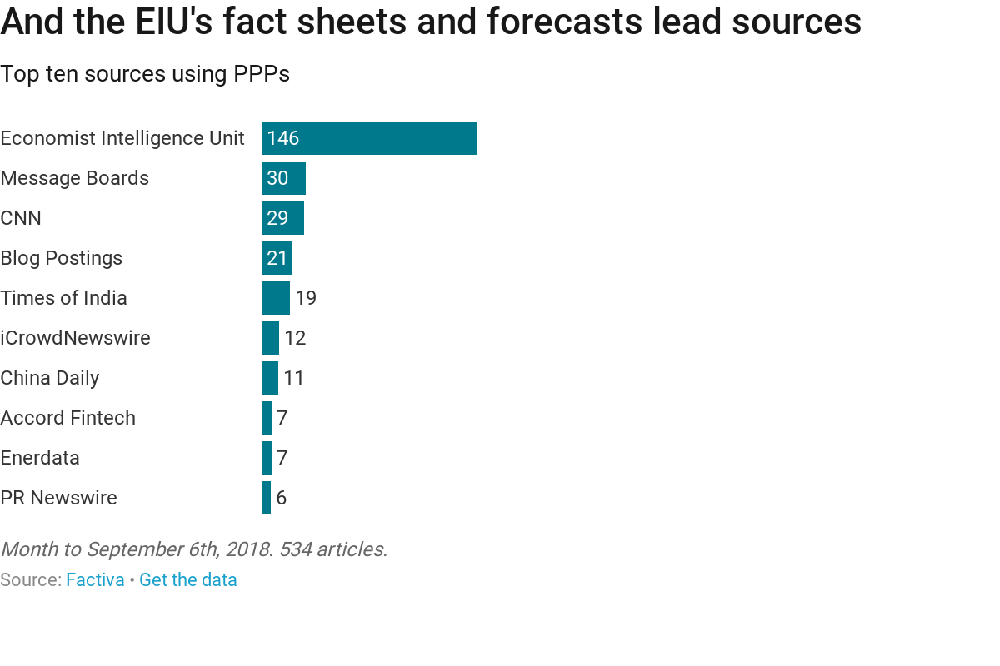 And the EIU's fact sheets and forecasts lead sources
Top ten sources using PPPs
Economist Intelligence Unit 146
Message Boards 30
CNN 29
Blog Postings 21
Times of India 19
iCrowdNewswire 12
China Daily 11
Accord Fintech 7
Enerdata 7
PR Newswire 6
Month to September 6th, 2018. 534 articles.
Source: Factiva • Get the data